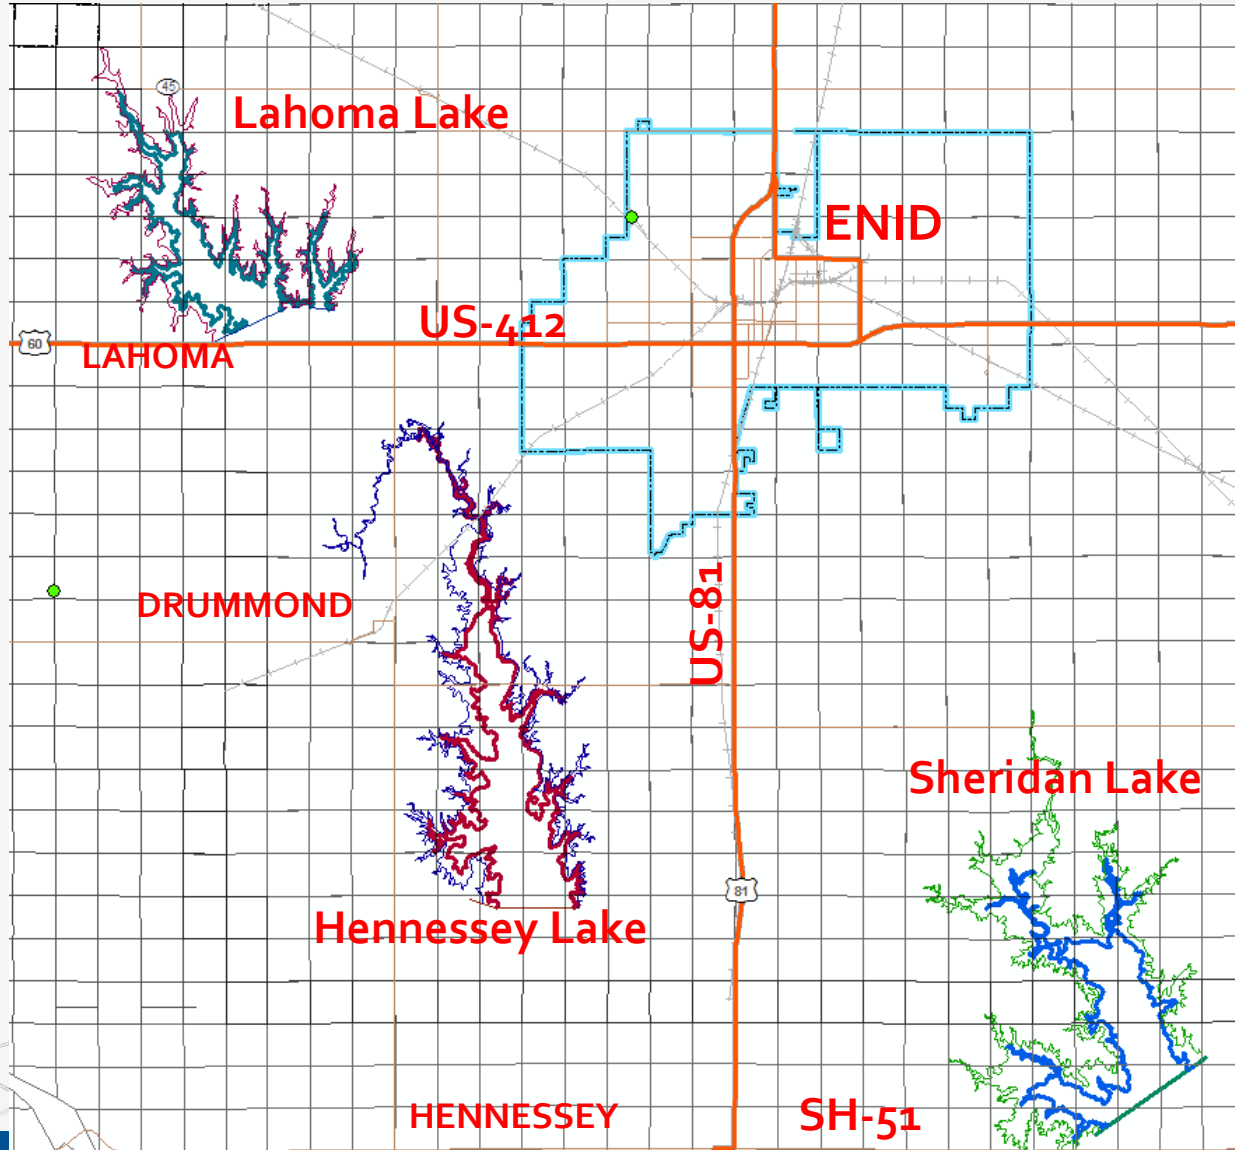 45
Lahoma Lake
ENID
US-412
60
LAHOMA
US-81
DRUMMOND
Sheridan Lake
81
Hennessey Lake
HENNESSEY
SH-51